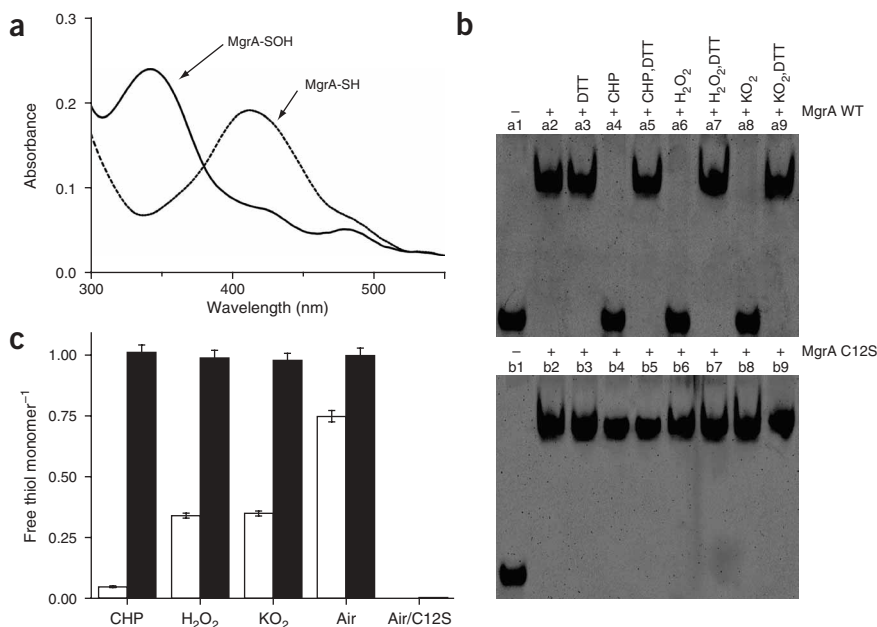 a
0.3
0.2
0.1
0.0
Absorbance
MgrA-SOH
MgrA-SH
300
400
500
Wavelength (nm)
b
– + + DTT + CHP + CHP,DTT + H₂O₂ + H₂O₂,DTT + KO₂ + KO₂,DTT MgrA WT
a1 a2 a3 a4 a5 a6 a7 a8 a9
– + + + + + + + + MgrA C12S
b1 b2 b3 b4 b5 b6 b7 b8 b9
c
1.00
0.75
0.50
0.25
0.00
Free thiol monomer⁻¹
CHP H₂O₂ KO₂ Air Air/C12S